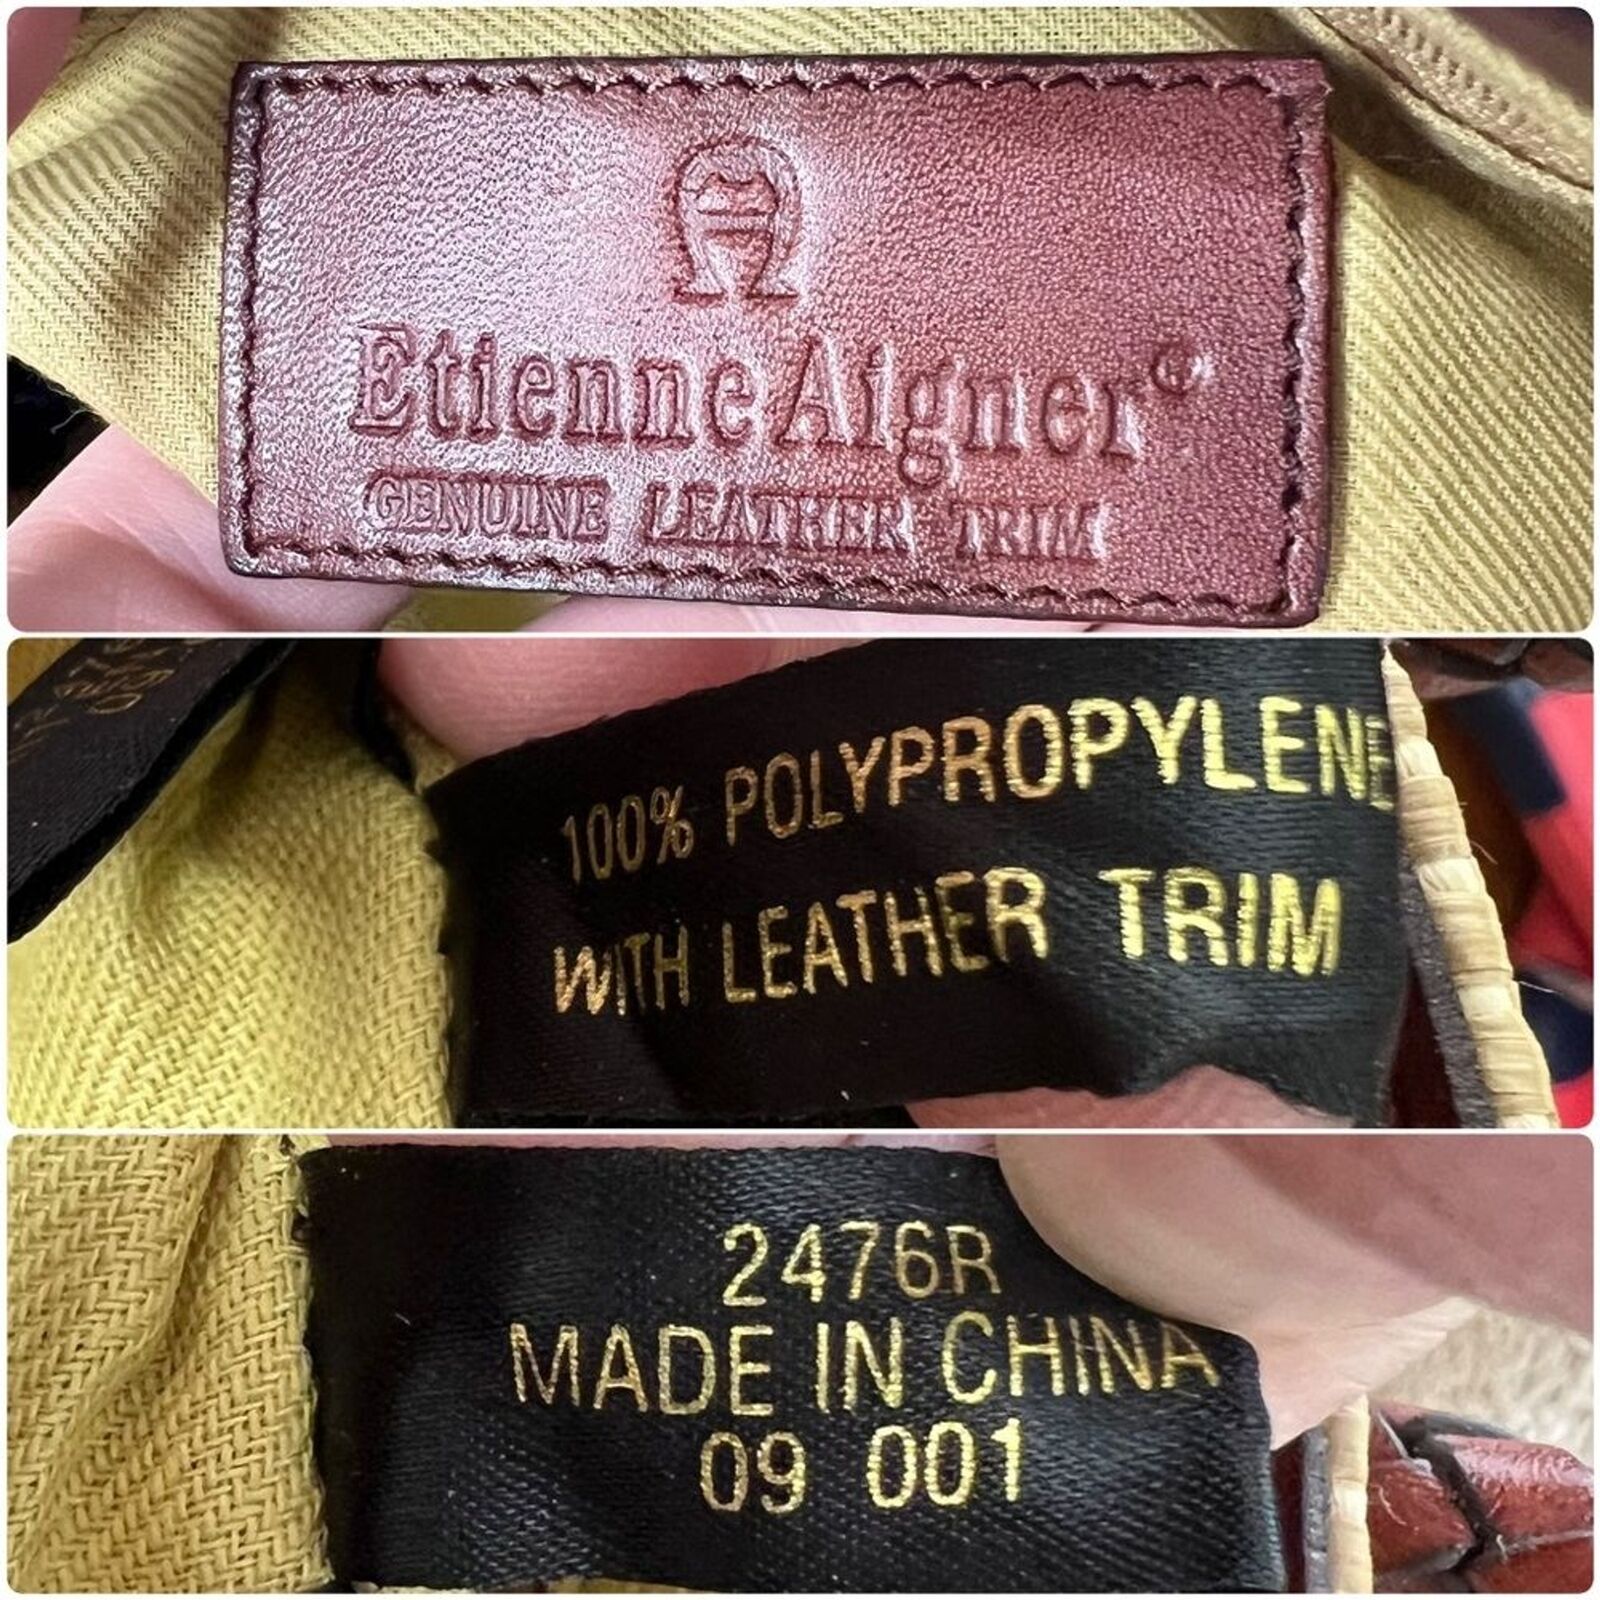 Etienne Aigner®
GENUINE LEATHER TRIM
100% POLYPROPYLENE
WITH LEATHER TRIM
2476R
MADE IN CHINA
09 001